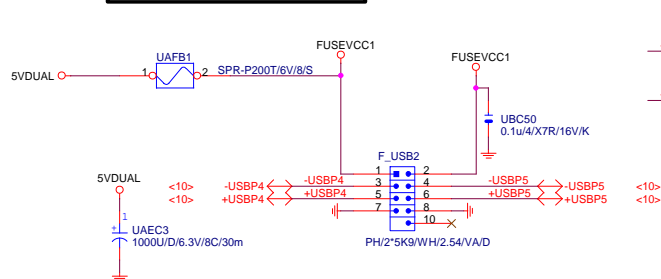 FUSEVCC1
FUSEVCC1
UAFB1
5VDUAL 1 2 SPR-P200T/6V/8/S
UBC50
0.1u/4/X7R/16V/K
F_USB2
1 2
5VDUAL <10> -USBP4 -USBP4 3 4 -USBP5 -USBP5 <10>
<10> +USBP4 +USBP4 5 6 +USBP5 +USBP5 <10>
7 8
1 10
+ UAEC3
1000U/D/6.3V/8C/30m
PH/2*5K9/WH/2.54/VA/D